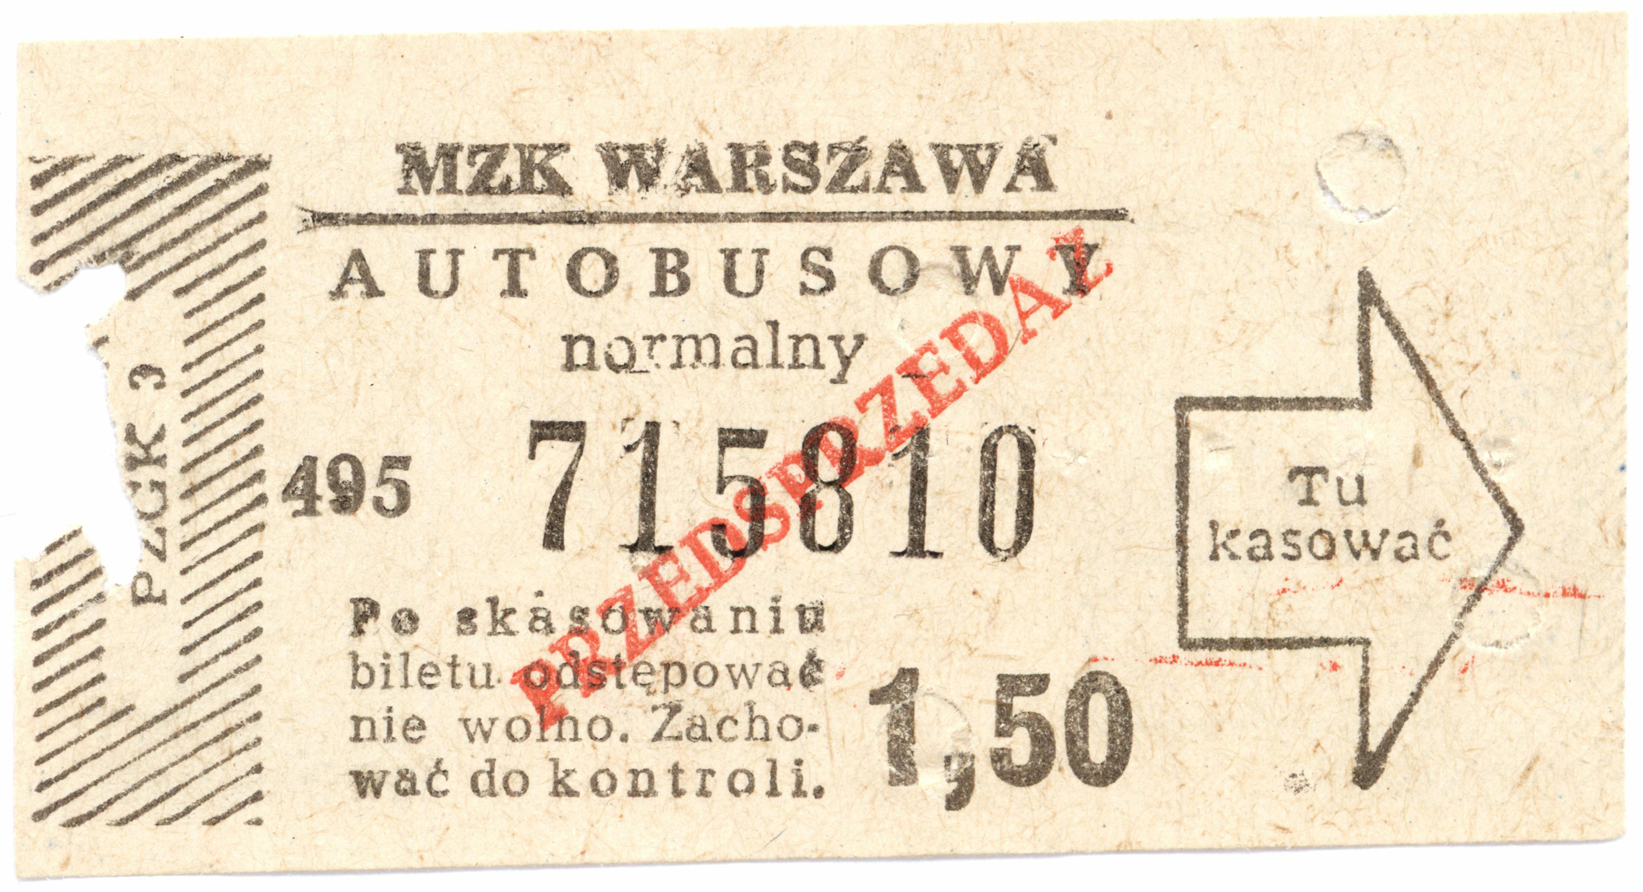 MZK WARSZAWA
AUTOBUSOWY
normalny
PZGK 3
495 715810
PRZEDSPRZEDAŻ
Tu
kasować
Po skasowaniu
biletu odstępować
nie wolno. Zacho-
wać do kontroli.
1,50